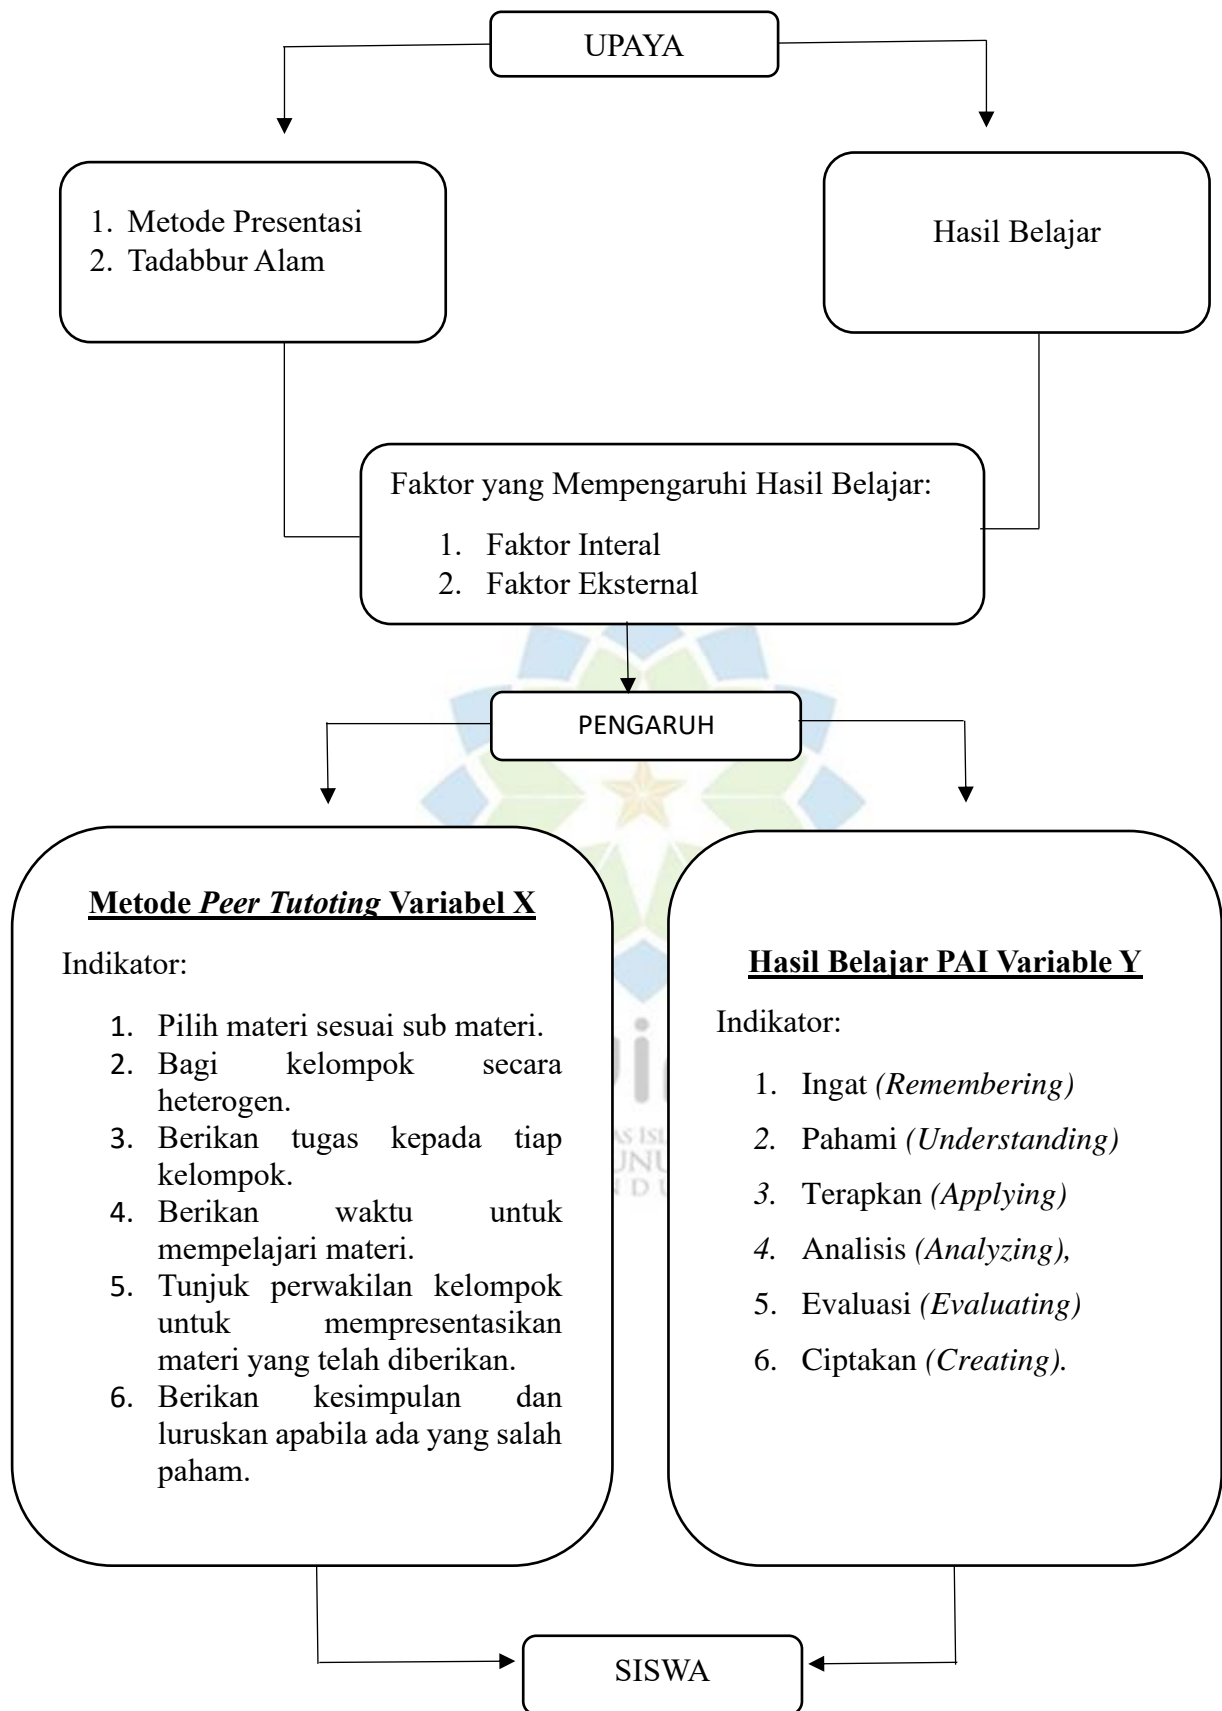 UPAYA
1. Metode Presentasi
2. Tadabbur Alam
Hasil Belajar
Faktor yang Mempengaruhi Hasil Belajar:
1. Faktor Interal
2. Faktor Eksternal
PENGARUH
Metode Peer Tutoting Variabel X
Indikator:
1. Pilih materi sesuai sub materi.
2. Bagi kelompok secara
heterogen.
3. Berikan tugas kepada tiap
kelompok.
4. Berikan waktu untuk
mempelajari materi.
5. Tunjuk perwakilan kelompok
untuk mempresentasikan
materi yang telah diberikan.
6. Berikan kesimpulan dan
luruskan apabila ada yang salah
paham.
Hasil Belajar PAI Variable Y
Indikator:
1. Ingat (Remembering)
2. Pahami (Understanding)
3. Terapkan (Applying)
4. Analisis (Analyzing),
5. Evaluasi (Evaluating)
6. Ciptakan (Creating).
SISWA